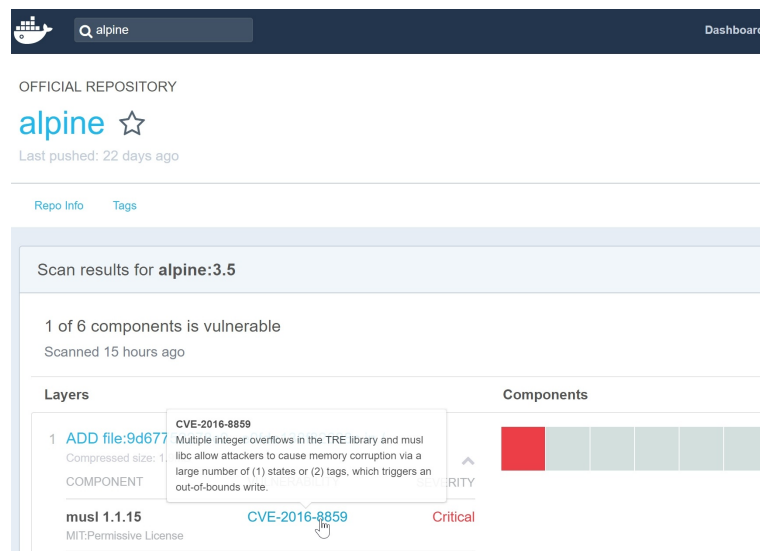 alpine
Dashboard
OFFICIAL REPOSITORY
alpine
Last pushed: 22 days ago
Repo Info Tags
Scan results for alpine:3.5
1 of 6 components is vulnerable
Scanned 15 hours ago
Layers Components
1 ADD file:9d677
Compressed size: 1.
CVE-2016-8859
Multiple integer overflows in the TRE library and musl
libc allow attackers to cause memory corruption via a
large number of (1) states or (2) tags, which triggers an
out-of-bounds write.
COMPONENT VULNERABILITY SEVERITY
musl 1.1.15 CVE-2016-8859 Critical
MIT:Permissive License